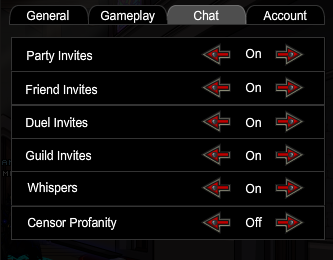 General Gameplay Chat Account
Party Invites On
Friend Invites On
Duel Invites On
Guild Invites On
Whispers On
Censor Profanity Off